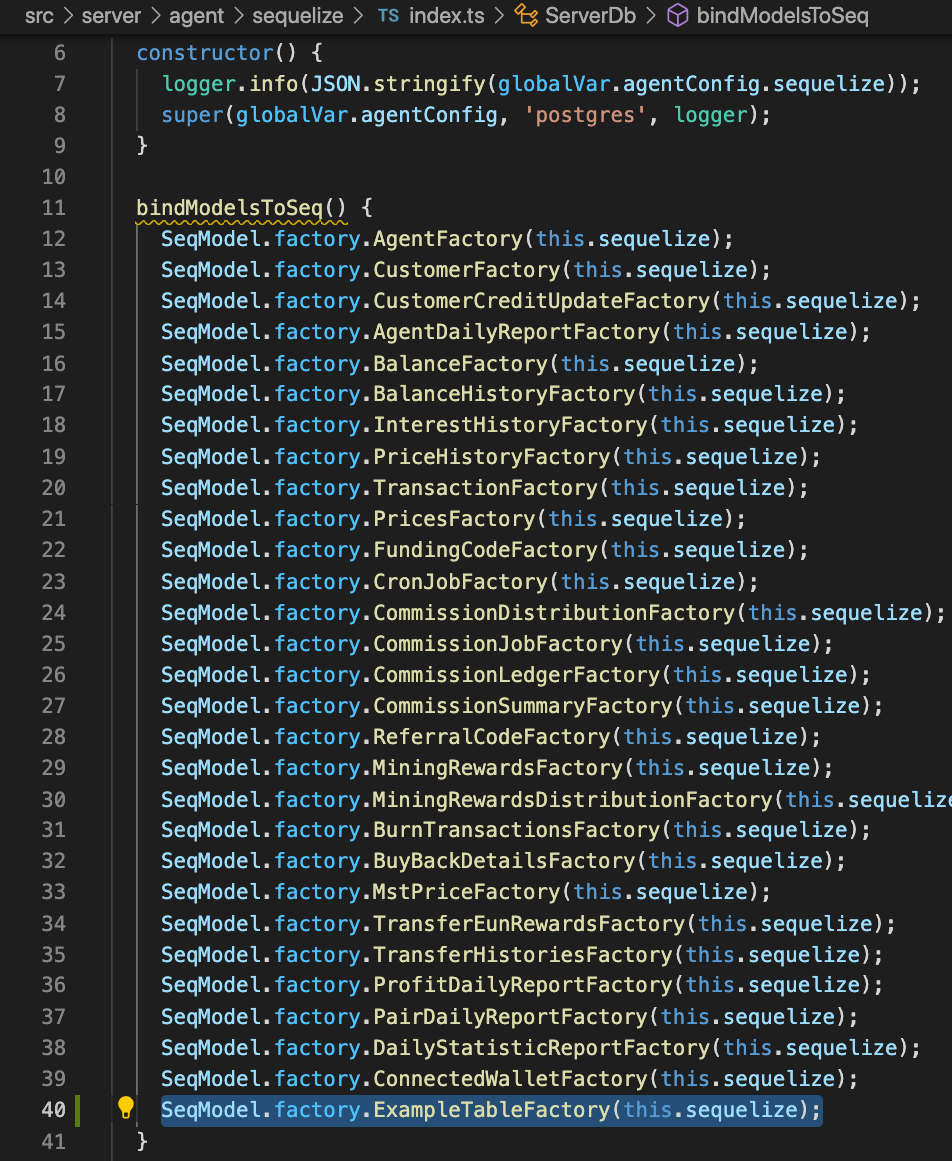 src > server > agent > sequelize > TS index.ts > ServerDb > bindModelsToSeq
6 constructor() {
7 logger.info(JSON.stringify(globalVar.agentConfig.sequelize));
8 super(globalVar.agentConfig, 'postgres', logger);
9 }
10
11 bindModelsToSeq() {
12 SeqModel.factory.AgentFactory(this.sequelize);
13 SeqModel.factory.CustomerFactory(this.sequelize);
14 SeqModel.factory.CustomerCreditUpdateFactory(this.sequelize);
15 SeqModel.factory.AgentDailyReportFactory(this.sequelize);
16 SeqModel.factory.BalanceFactory(this.sequelize);
17 SeqModel.factory.BalanceHistoryFactory(this.sequelize);
18 SeqModel.factory.InterestHistoryFactory(this.sequelize);
19 SeqModel.factory.PriceHistoryFactory(this.sequelize);
20 SeqModel.factory.TransactionFactory(this.sequelize);
21 SeqModel.factory.PricesFactory(this.sequelize);
22 SeqModel.factory.FundingCodeFactory(this.sequelize);
23 SeqModel.factory.CronJobFactory(this.sequelize);
24 SeqModel.factory.CommissionDistributionFactory(this.sequelize);
25 SeqModel.factory.CommissionJobFactory(this.sequelize);
26 SeqModel.factory.CommissionLedgerFactory(this.sequelize);
27 SeqModel.factory.CommissionSummaryFactory(this.sequelize);
28 SeqModel.factory.ReferralCodeFactory(this.sequelize);
29 SeqModel.factory.MiningRewardsFactory(this.sequelize);
30 SeqModel.factory.MiningRewardsDistributionFactory(this.sequelize
31 SeqModel.factory.BurnTransactionsFactory(this.sequelize);
32 SeqModel.factory.BuyBackDetailsFactory(this.sequelize);
33 SeqModel.factory.MstPriceFactory(this.sequelize);
34 SeqModel.factory.TransferEunRewardsFactory(this.sequelize);
35 SeqModel.factory.TransferHistoriesFactory(this.sequelize);
36 SeqModel.factory.ProfitDailyReportFactory(this.sequelize);
37 SeqModel.factory.PairDailyReportFactory(this.sequelize);
38 SeqModel.factory.DailyStatisticReportFactory(this.sequelize);
39 SeqModel.factory.ConnectedWalletFactory(this.sequelize);
40 SeqModel.factory.ExampleTableFactory(this.sequelize);
41 }